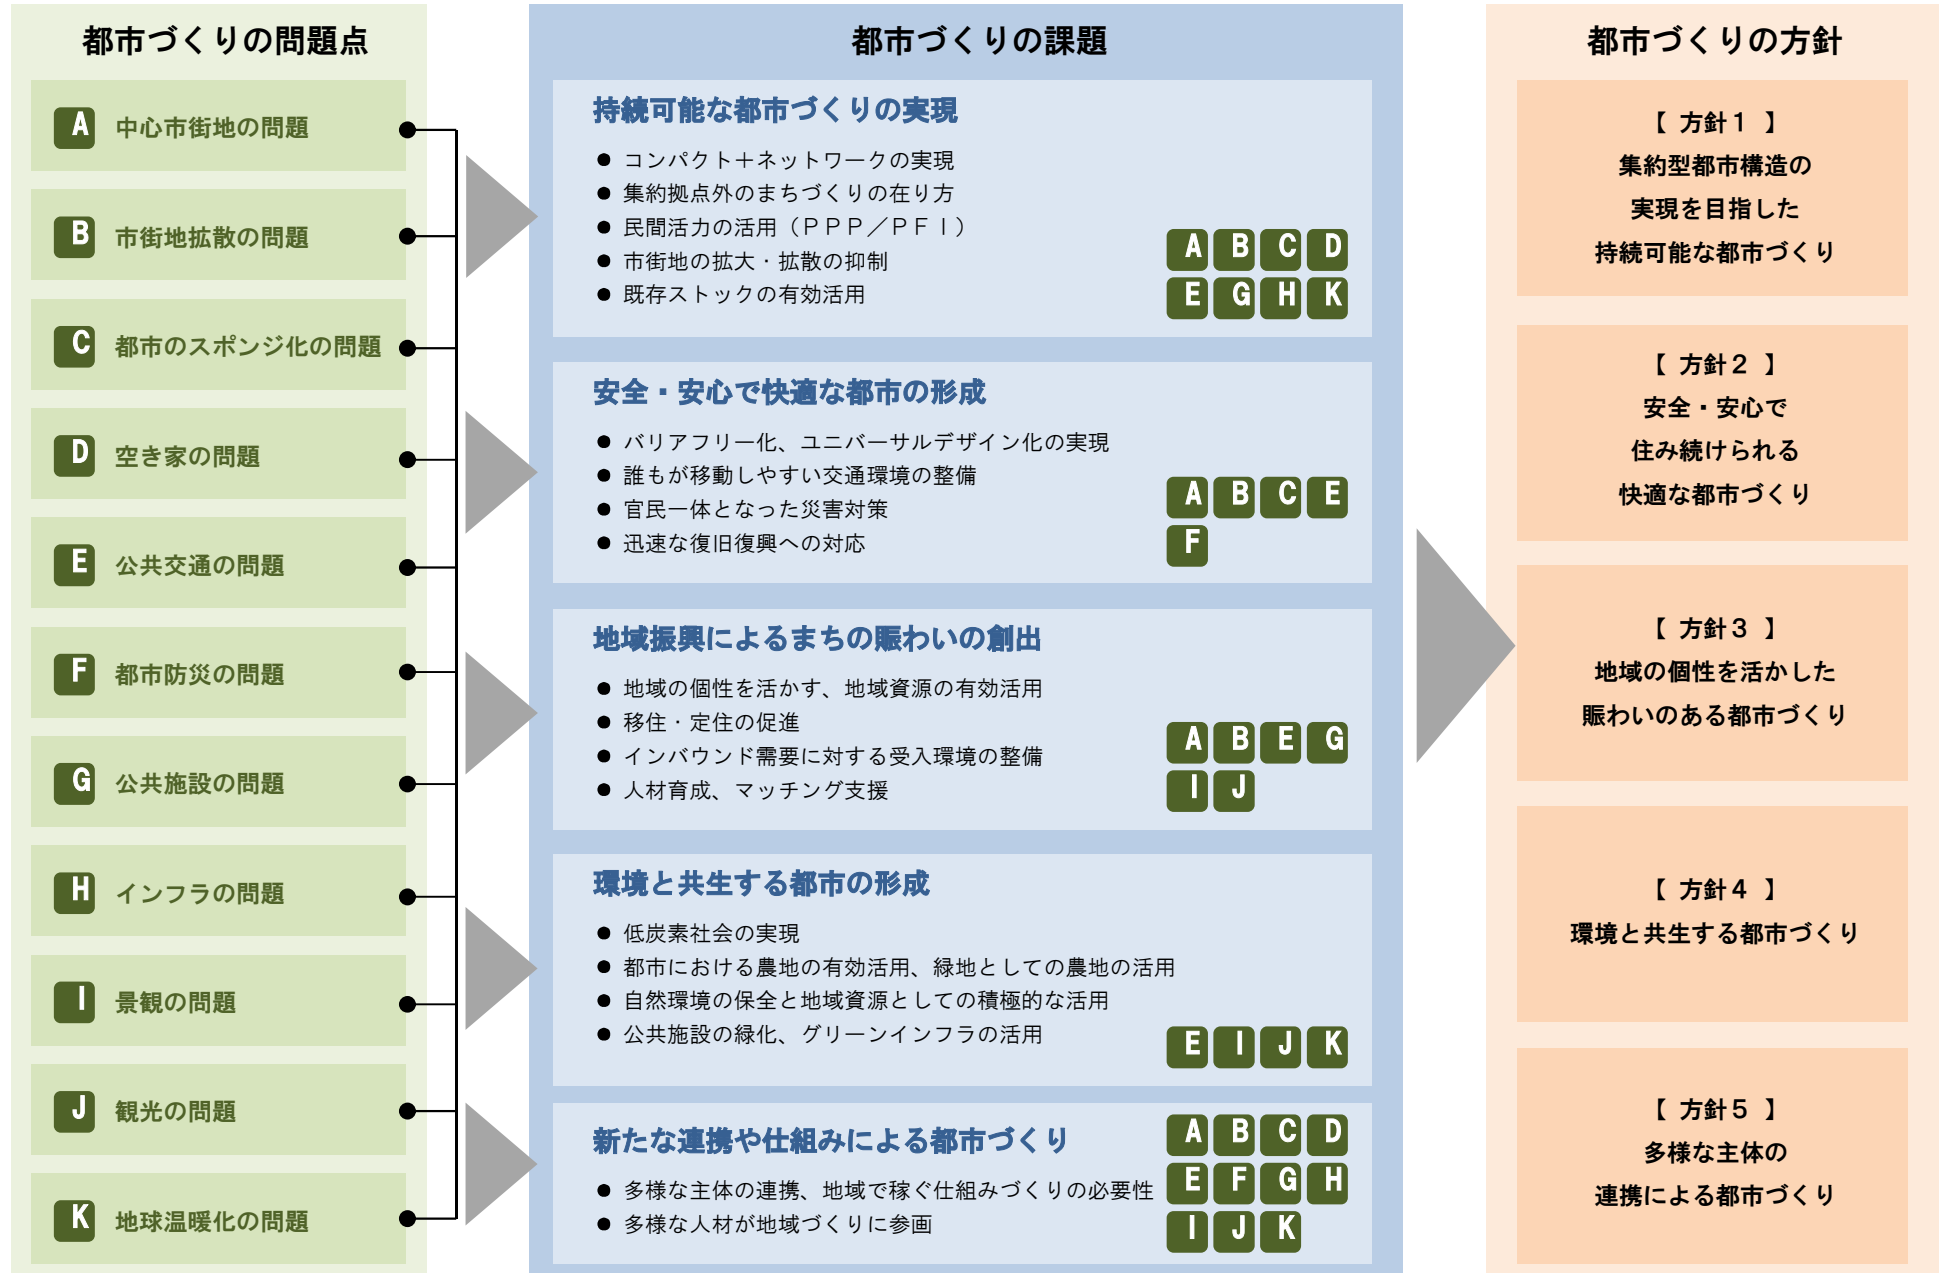 都市づくりの問題点
A 中心市街地の問題
B 市街地拡散の問題
C 都市のスポンジ化の問題
D 空き家の問題
E 公共交通の問題
F 都市防災の問題
G 公共施設の問題
H インフラの問題
I 景観の問題
J 観光の問題
K 地球温暖化の問題
都市づくりの課題
持続可能な都市づくりの実現
● コンパクト＋ネットワークの実現
● 集約拠点外のまちづくりの在り方
● 民間活力の活用（ＰＰＰ／ＰＦＩ）
● 市街地の拡大・拡散の抑制
● 既存ストックの有効活用
A B C D
E G H K
安全・安心で快適な都市の形成
● バリアフリー化、ユニバーサルデザイン化の実現
● 誰もが移動しやすい交通環境の整備
● 官民一体となった災害対策
● 迅速な復旧復興への対応
A B C E
F
地域振興によるまちの賑わいの創出
● 地域の個性を活かす、地域資源の有効活用
● 移住・定住の促進
● インバウンド需要に対する受入環境の整備
● 人材育成、マッチング支援
A B E G
I J
環境と共生する都市の形成
● 低炭素社会の実現
● 都市における農地の有効活用、緑地としての農地の活用
● 自然環境の保全と地域資源としての積極的な活用
● 公共施設の緑化、グリーンインフラの活用
E I J K
新たな連携や仕組みによる都市づくり
● 多様な主体の連携、地域で稼ぐ仕組みづくりの必要性
● 多様な人材が地域づくりに参画
A B C D
E F G H
I J K
都市づくりの方針
【 方針１ 】
集約型都市構造の
実現を目指した
持続可能な都市づくり
【 方針２ 】
安全・安心で
住み続けられる
快適な都市づくり
【 方針３ 】
地域の個性を活かした
賑わいのある都市づくり
【 方針４ 】
環境と共生する都市づくり
【 方針５ 】
多様な主体の
連携による都市づくり